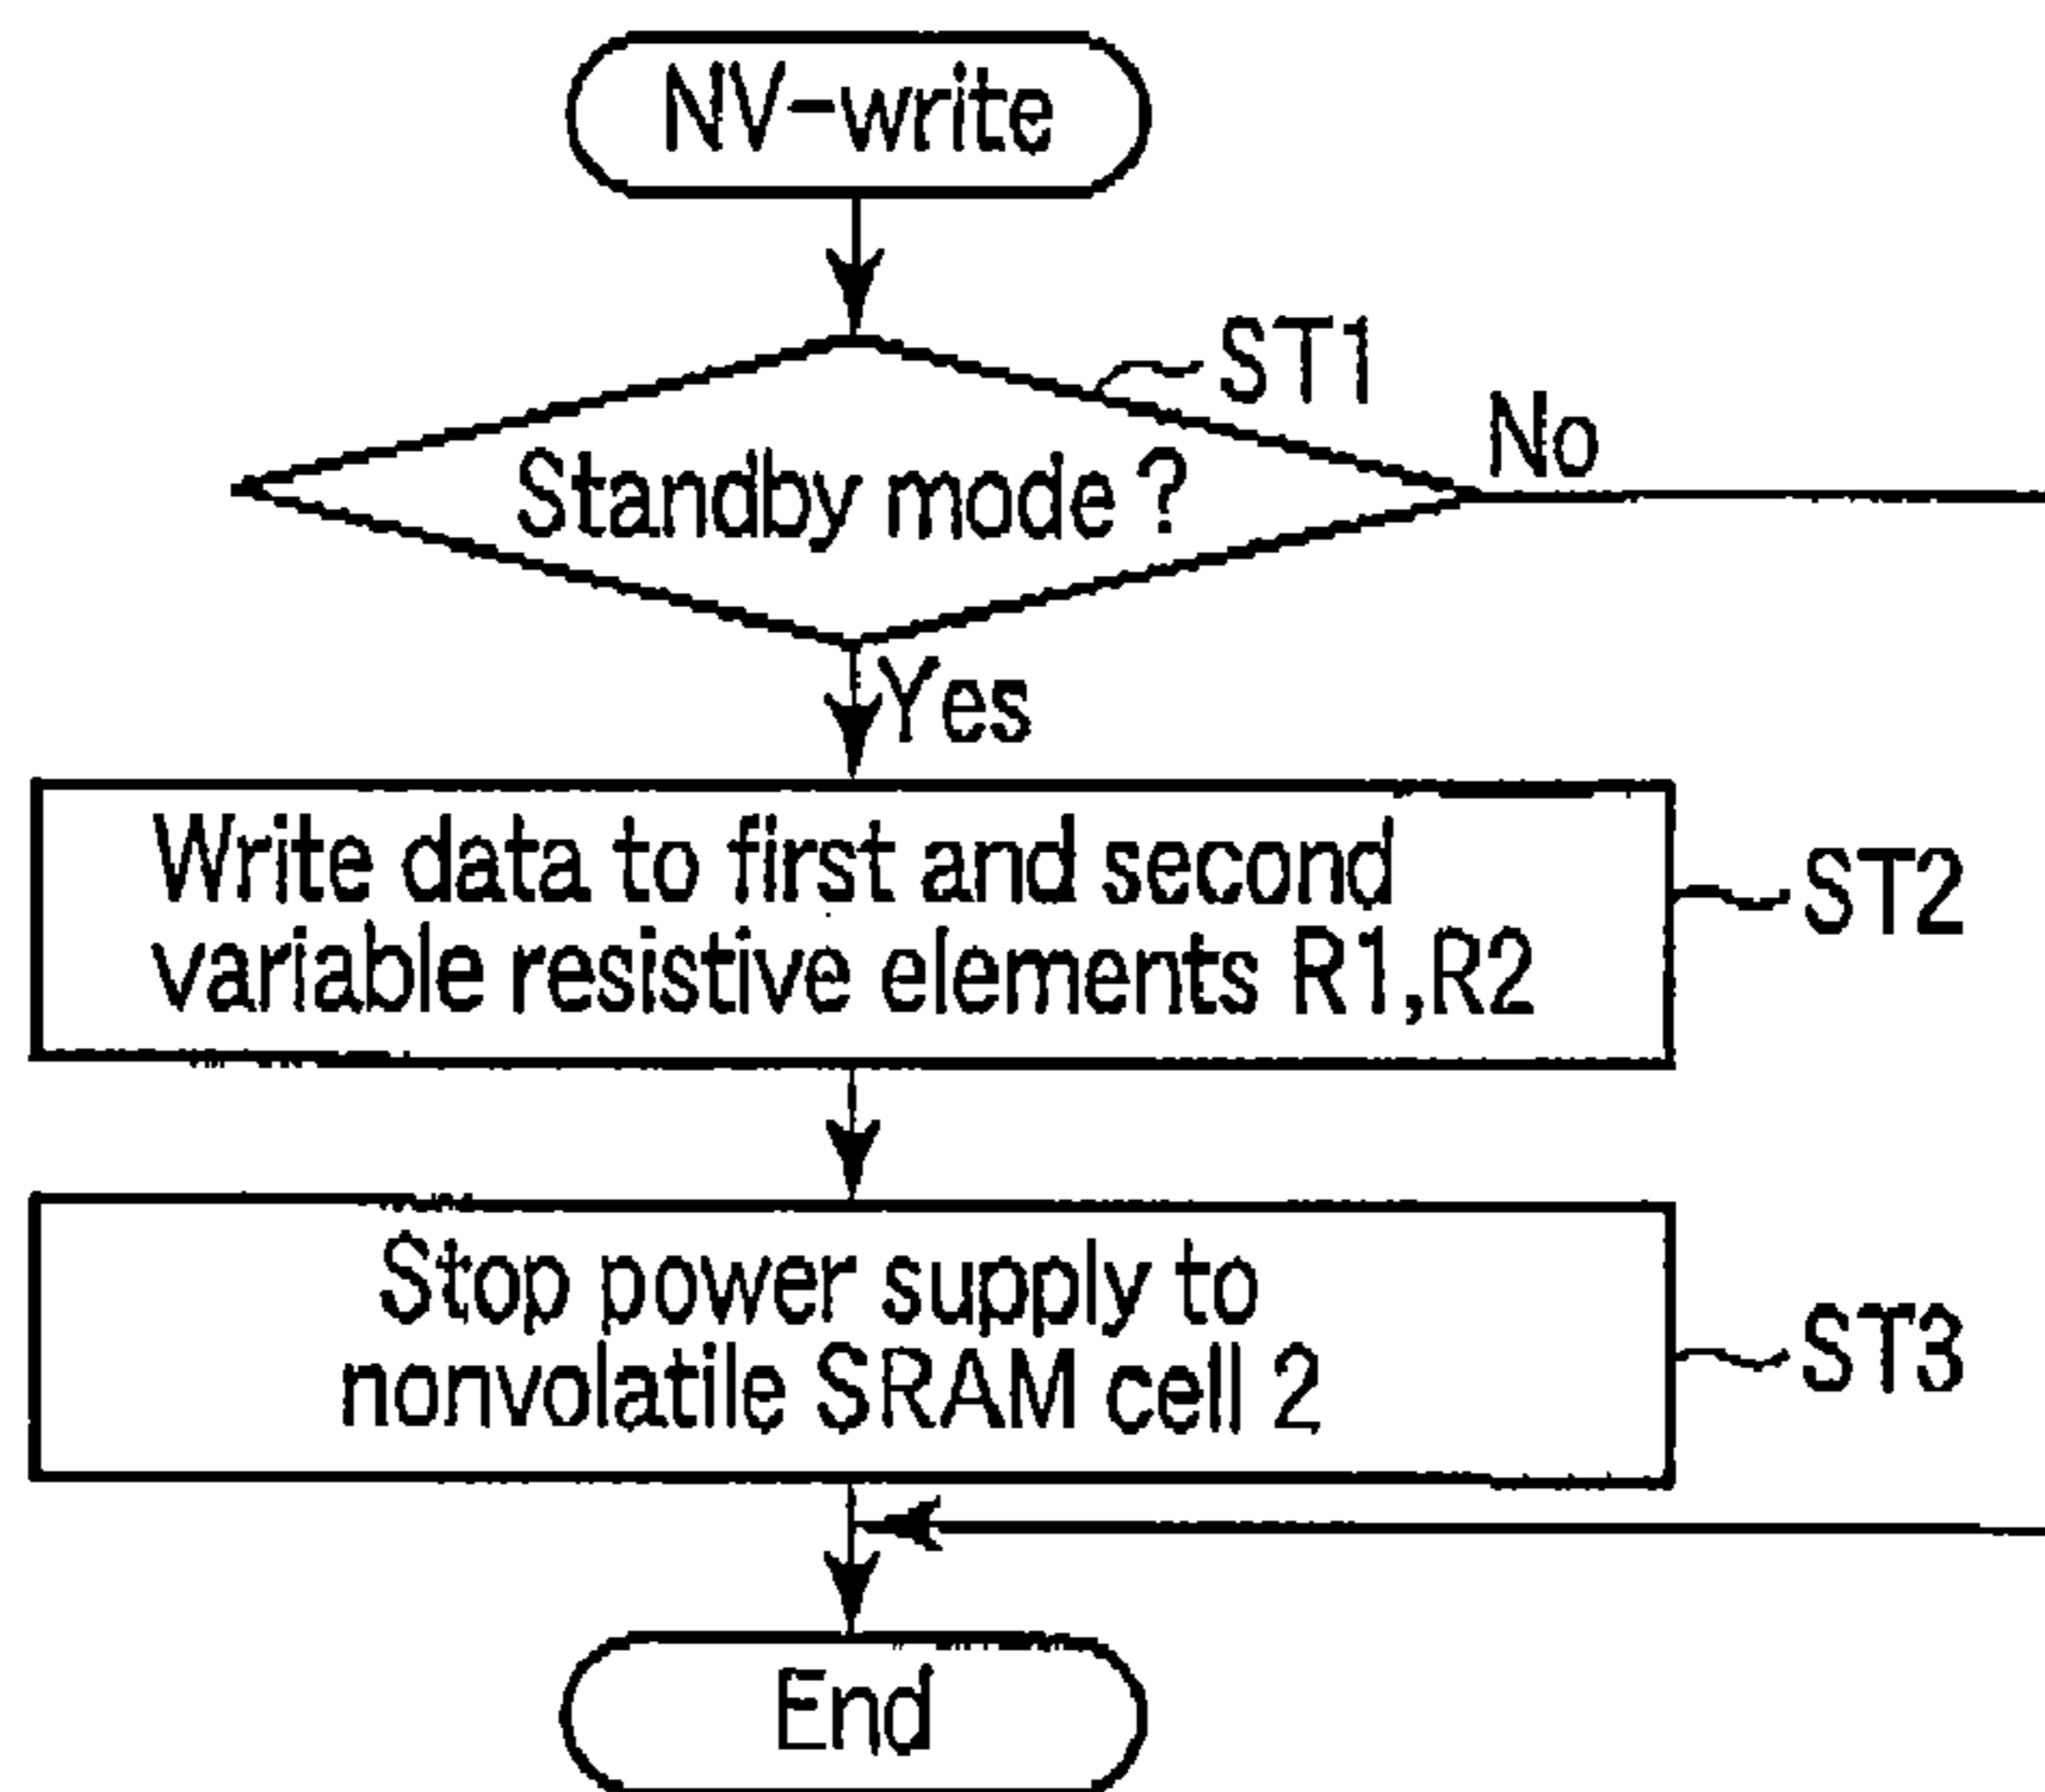 NV-write
ST1
No
Standby mode ?
Yes
Write data to first and second
variable resistive elements R1,R2
ST2
Stop power supply to
nonvolatile SRAM cell 2
ST3
End